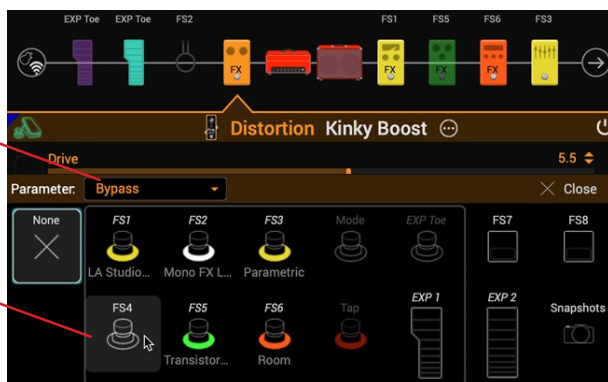 EXP Toe EXP Toe FS2 FS1 FS5 FS6 FS3
FX FX FX
Distortion Kinky Boost
Drive 5.5
Parameter: Bypass Close
None FS1 FS2 FS3 Mode EXP Toe FS7 FS8
LA Studio... Mono FX L... Parametric
FS4 FS5 FS6 Tap EXP 1 EXP 2 Snapshots
Transistor... Room